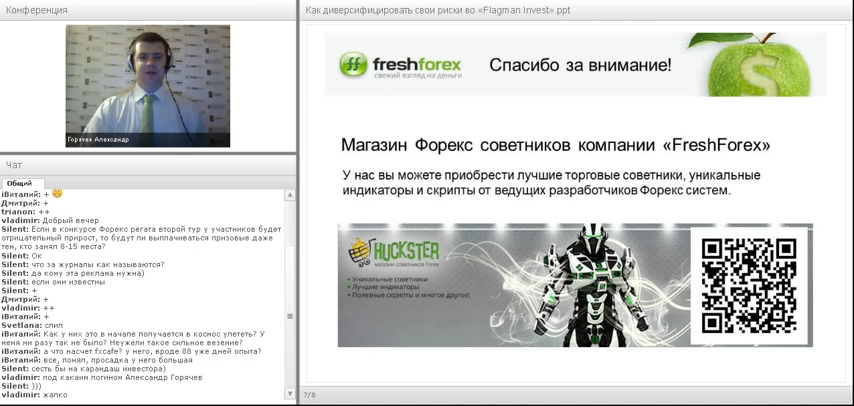 Конференция
Горячев Александр
Чат
Общий
iВиталий: +
Дмитрий: +
trianon: ++
vladimir: Добрый вечер
Silent: Если в конкурсе Форекс регата второй тур у участников будет
отрицательный прирост, то будут ли выплачиваться призовые даже
тем, кто занял 8-15 места?
Silent: Ок
Silent: что за журналы как называются?
Silent: да кому эта реклама нужна)
Silent: если они известны
Silent: +
Дмитрий: +
vladimir: ++
iВиталий: +
Svetlana: спил
iВиталий: Как у них это в начале получается в космос улететь? У
меня ни разу так не было? Неужели такое сильное везение?
iВиталий: а что насчет fxcafe? у него, вроде 88 уже дней опыта?
iВиталий: все, понял, просадка у него большая
Silent: сесть бы на карандаш инвестора)
vladimir: под какаин логином Александр Горячев
Silent: )))
vladimir: жалко
Как диверсифицировать свои риски во «Flagman Invest».ppt
freshforex
свежий взгляд на деньги
Спасибо за внимание!
Магазин Форекс советников компании «FreshForex»
У нас вы можете приобрести лучшие торговые советники, уникальные
индикаторы и скрипты от ведущих разработчиков Форекс систем.
HUCKSTER
магазин советников Forex
• Уникальные советники
• Лучшие индикаторы
• Полезные скрипты и многое другое!
7/8